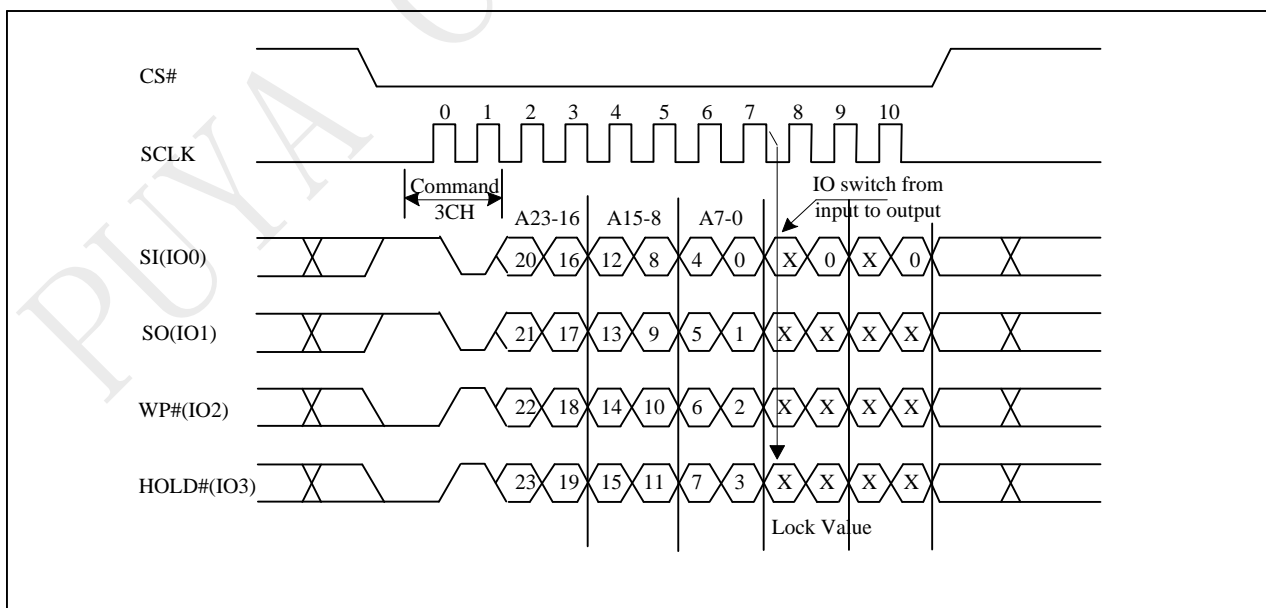 PUYA
CS#
0 1 2 3 4 5 6 7 8 9 10
SCLK
Command
3CH
IO switch from
input to output
A23-16 A15-8 A7-0
SI(IO0) 20 16 12 8 4 0 X 0 X 0
SO(IO1) 21 17 13 9 5 1 X X X X
WP#(IO2) 22 18 14 10 6 2 X X X X
HOLD#(IO3) 23 19 15 11 7 3 X X X X
Lock Value